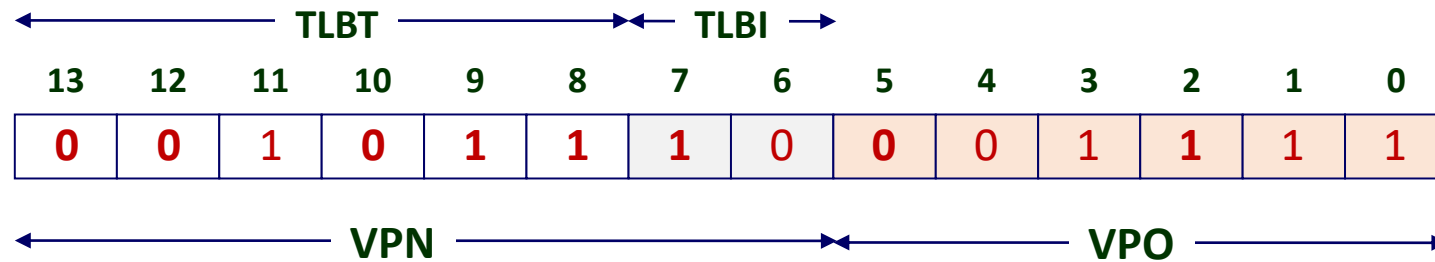 TLBT TLBI
13 12 11 10 9 8 7 6 5 4 3 2 1 0
0 0 1 0 1 1 1 0 0 0 1 1 1 1
VPN VPO